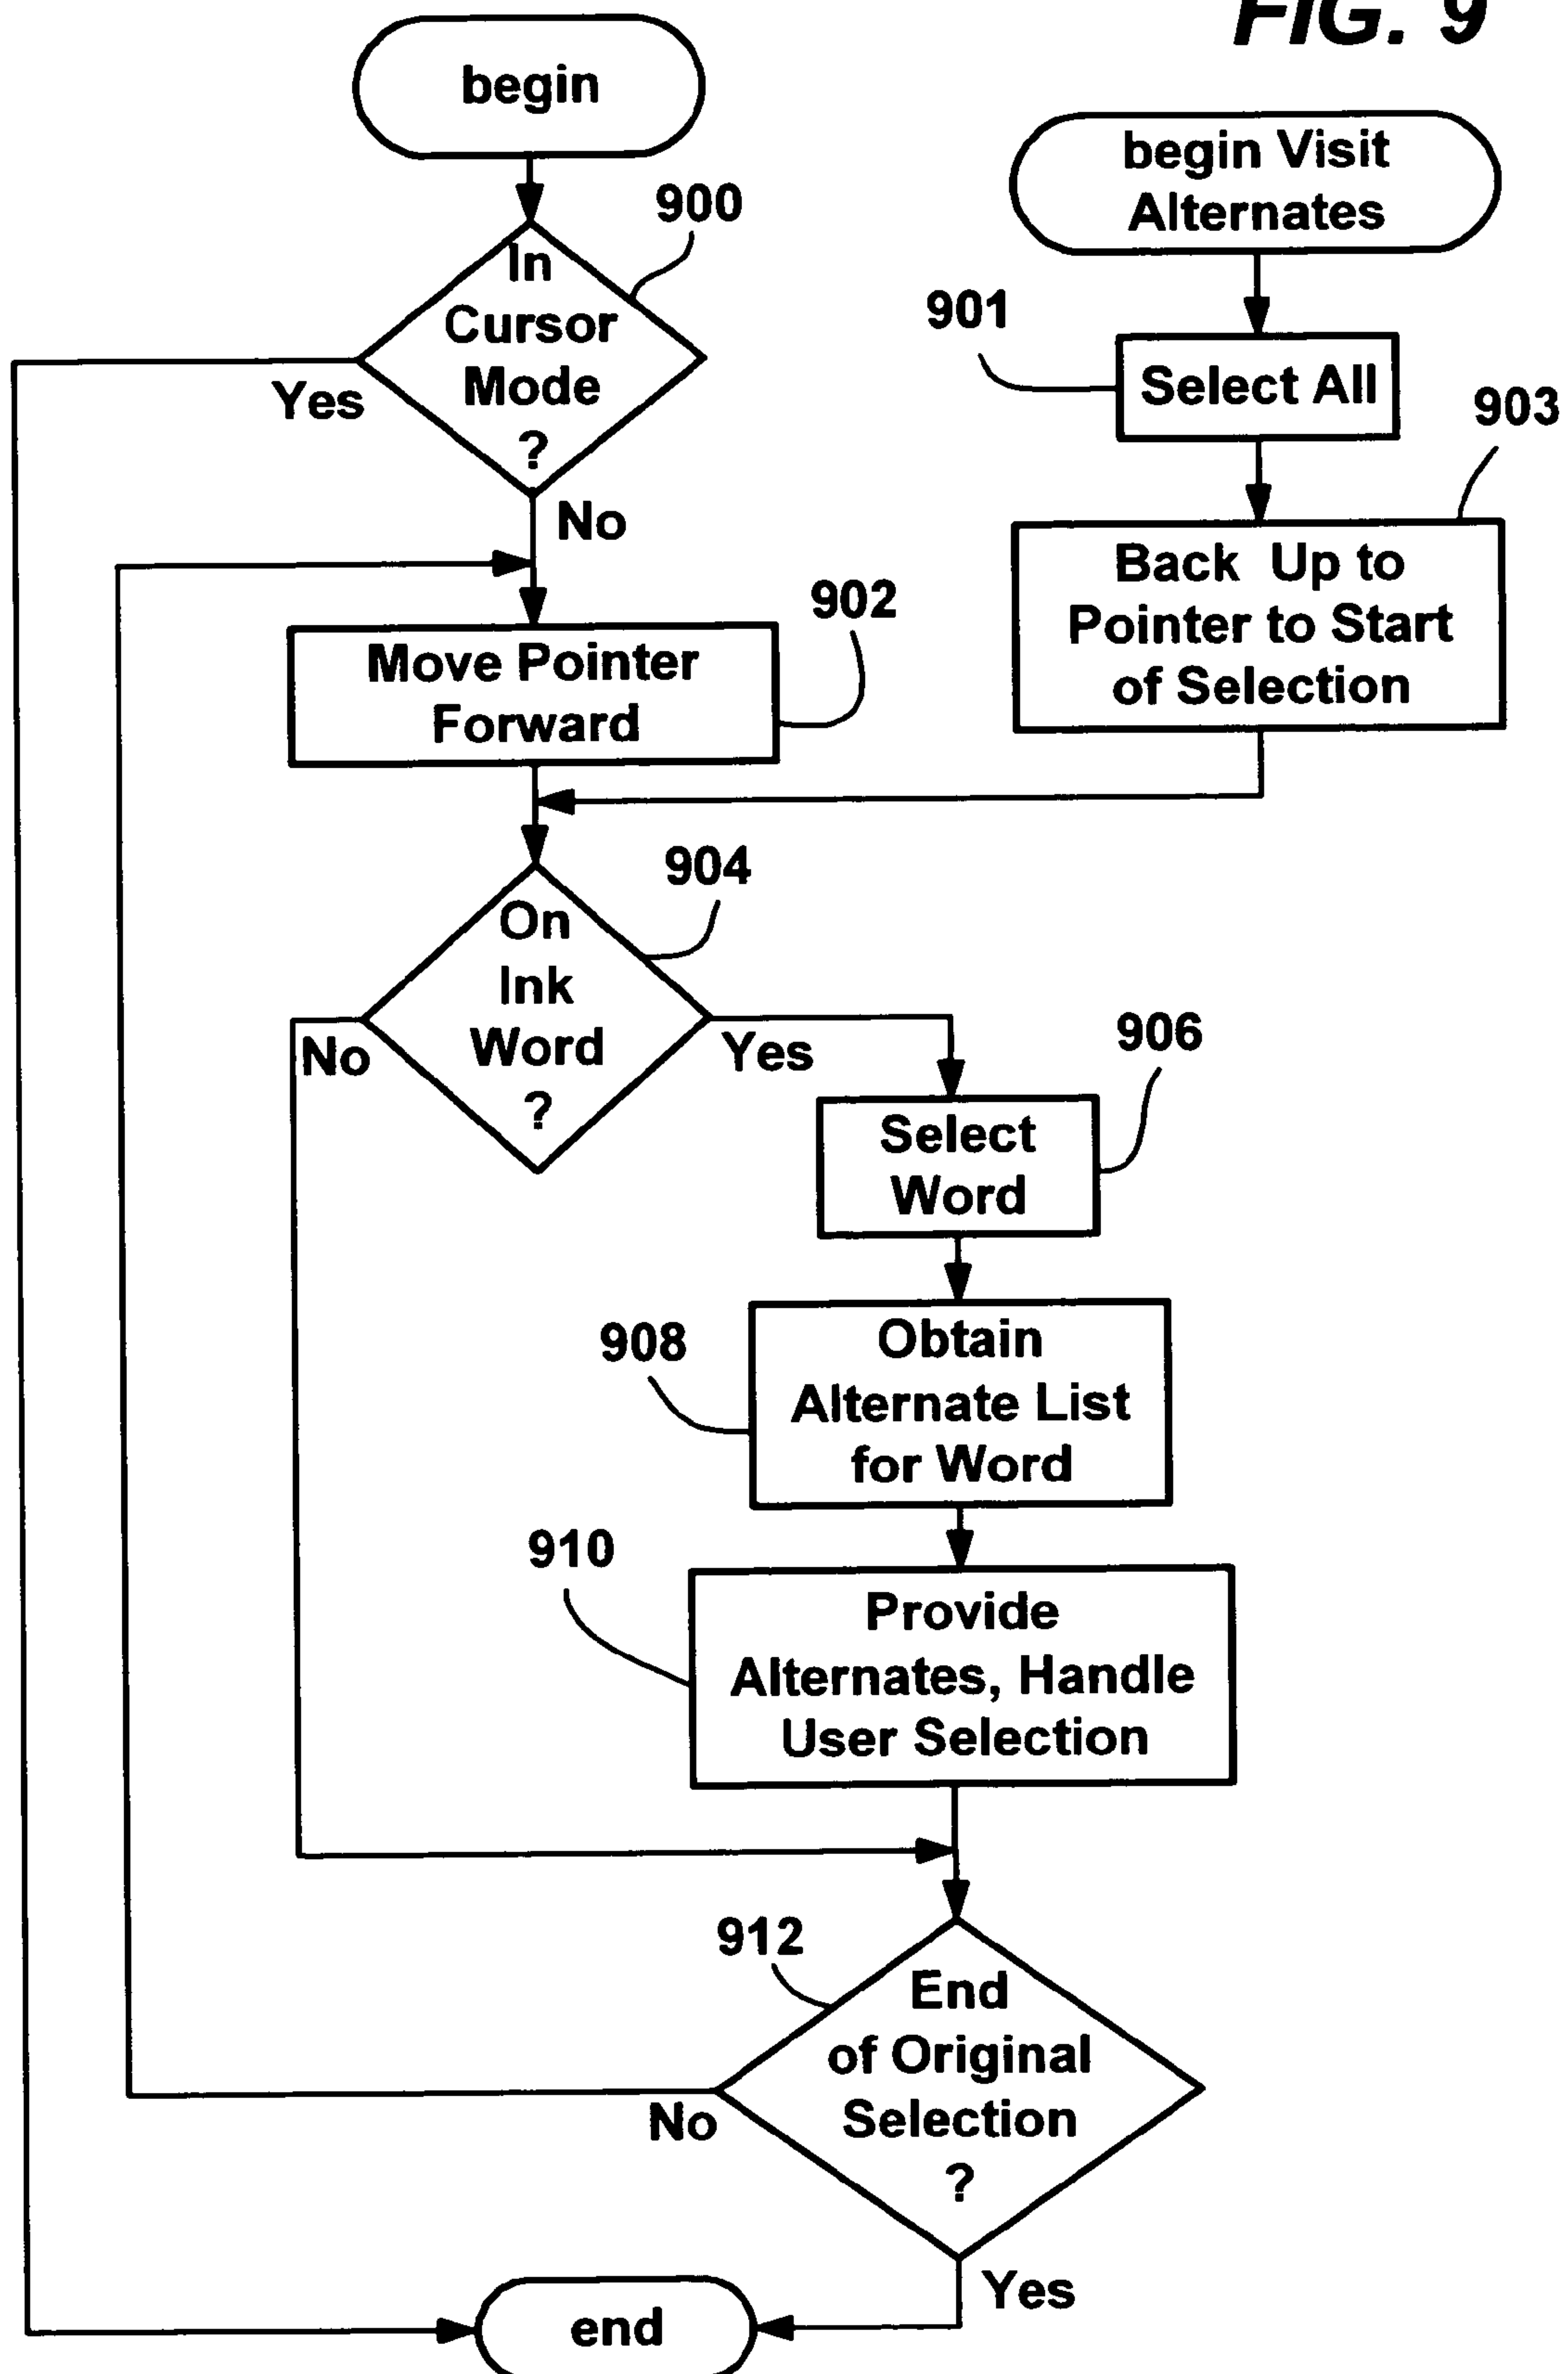 FIG. 9
begin
900
In
Cursor
Mode
?
Yes
No
begin Visit
Alternates
901
Select All
903
Back Up to
Pointer to Start
of Selection
902
Move Pointer
Forward
904
On
Ink
Word
?
No
Yes
906
Select
Word
908
Obtain
Alternate List
for Word
910
Provide
Alternates, Handle
User Selection
912
End
of Original
Selection
?
No
Yes
end